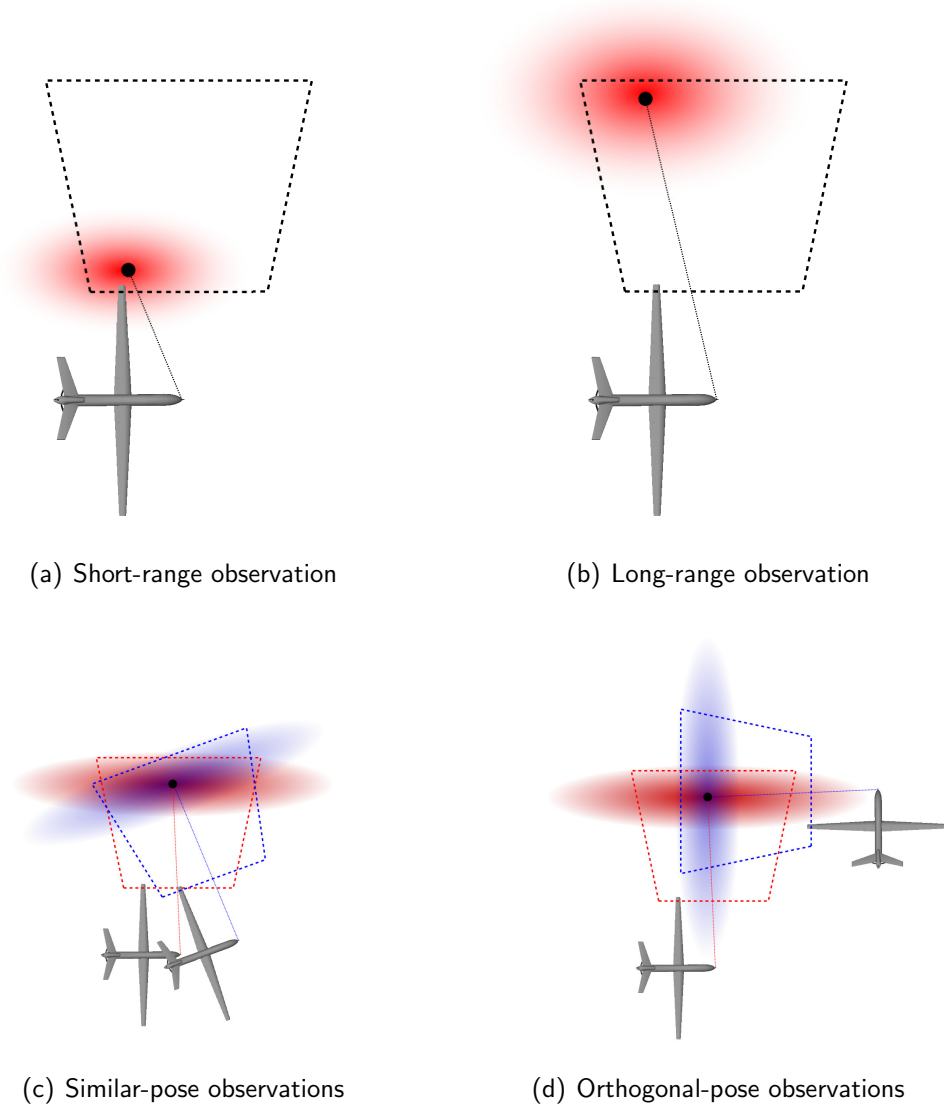 (a) Short-range observation
(b) Long-range observation
(c) Similar-pose observations
(d) Orthogonal-pose observations